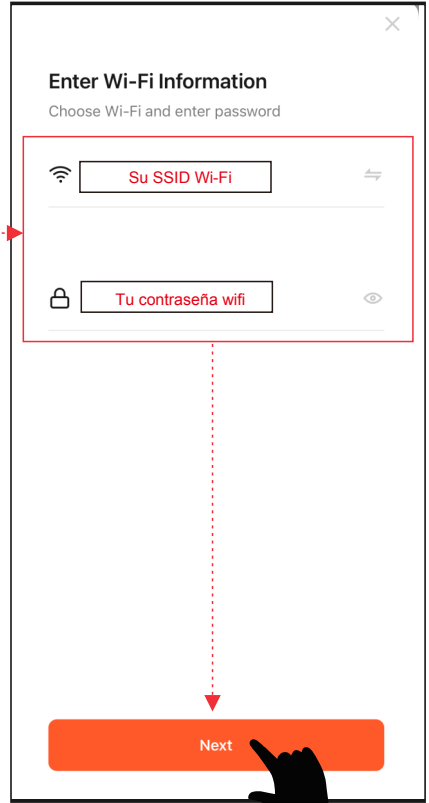 Enter Wi-Fi Information
Choose Wi-Fi and enter password
Su SSID Wi-Fi
Tu contraseña wifi
Next